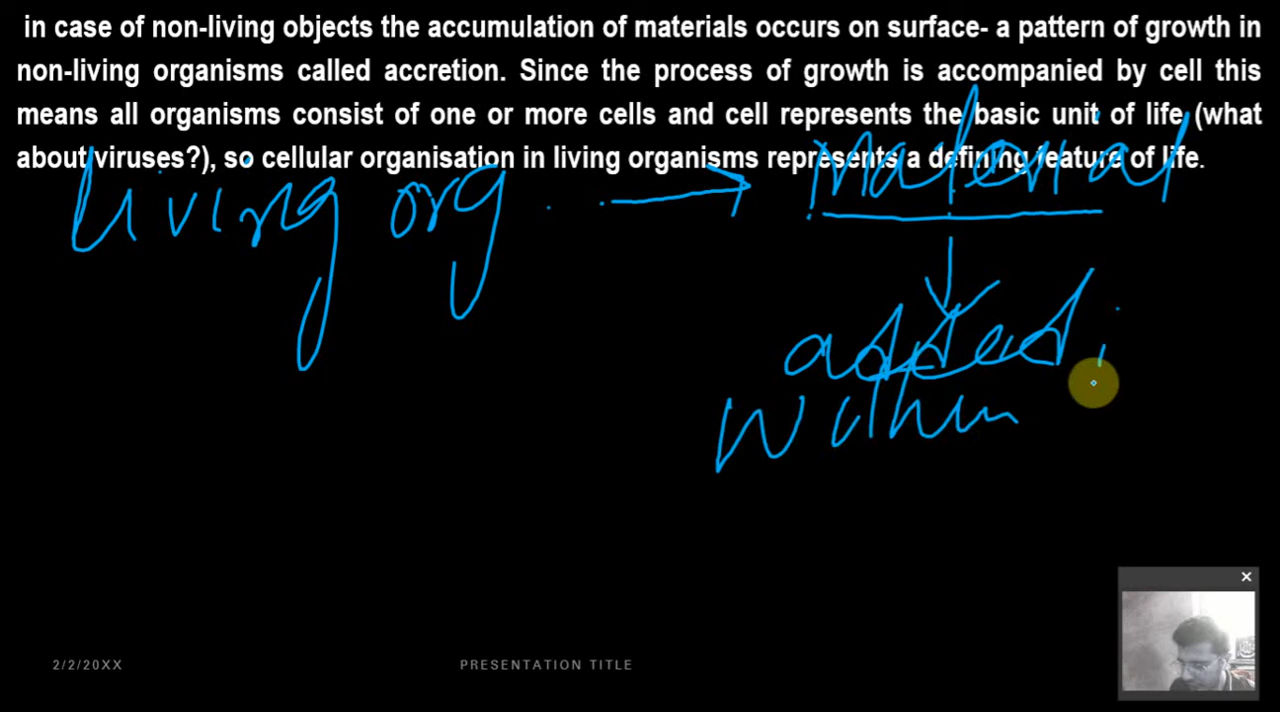 in case of non-living objects the accumulation of materials occurs on surface- a pattern of growth in
non-living organisms called accretion. Since the process of growth is accompanied by cell this
means all organisms consist of one or more cells and cell represents the basic unit of life (what
about viruses?), so cellular organisation in living organisms represents a defining feature of life.
living org . . → material
added i
within
2/2/20XX PRESENTATION TITLE